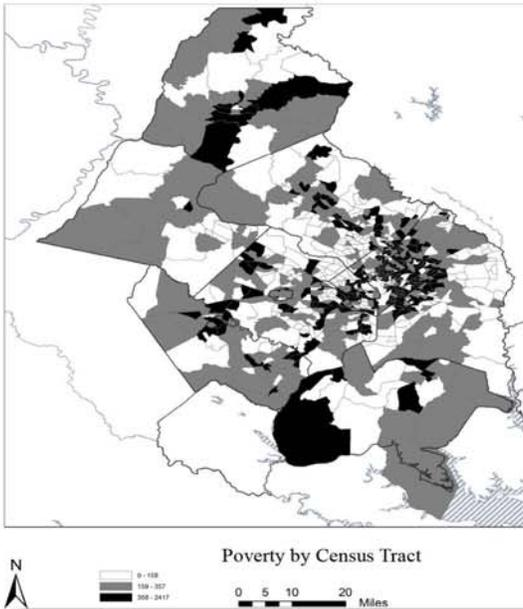 Poverty by Census Tract
N
0 - 158
159 - 357
358 - 2417
0 5 10 20
Miles